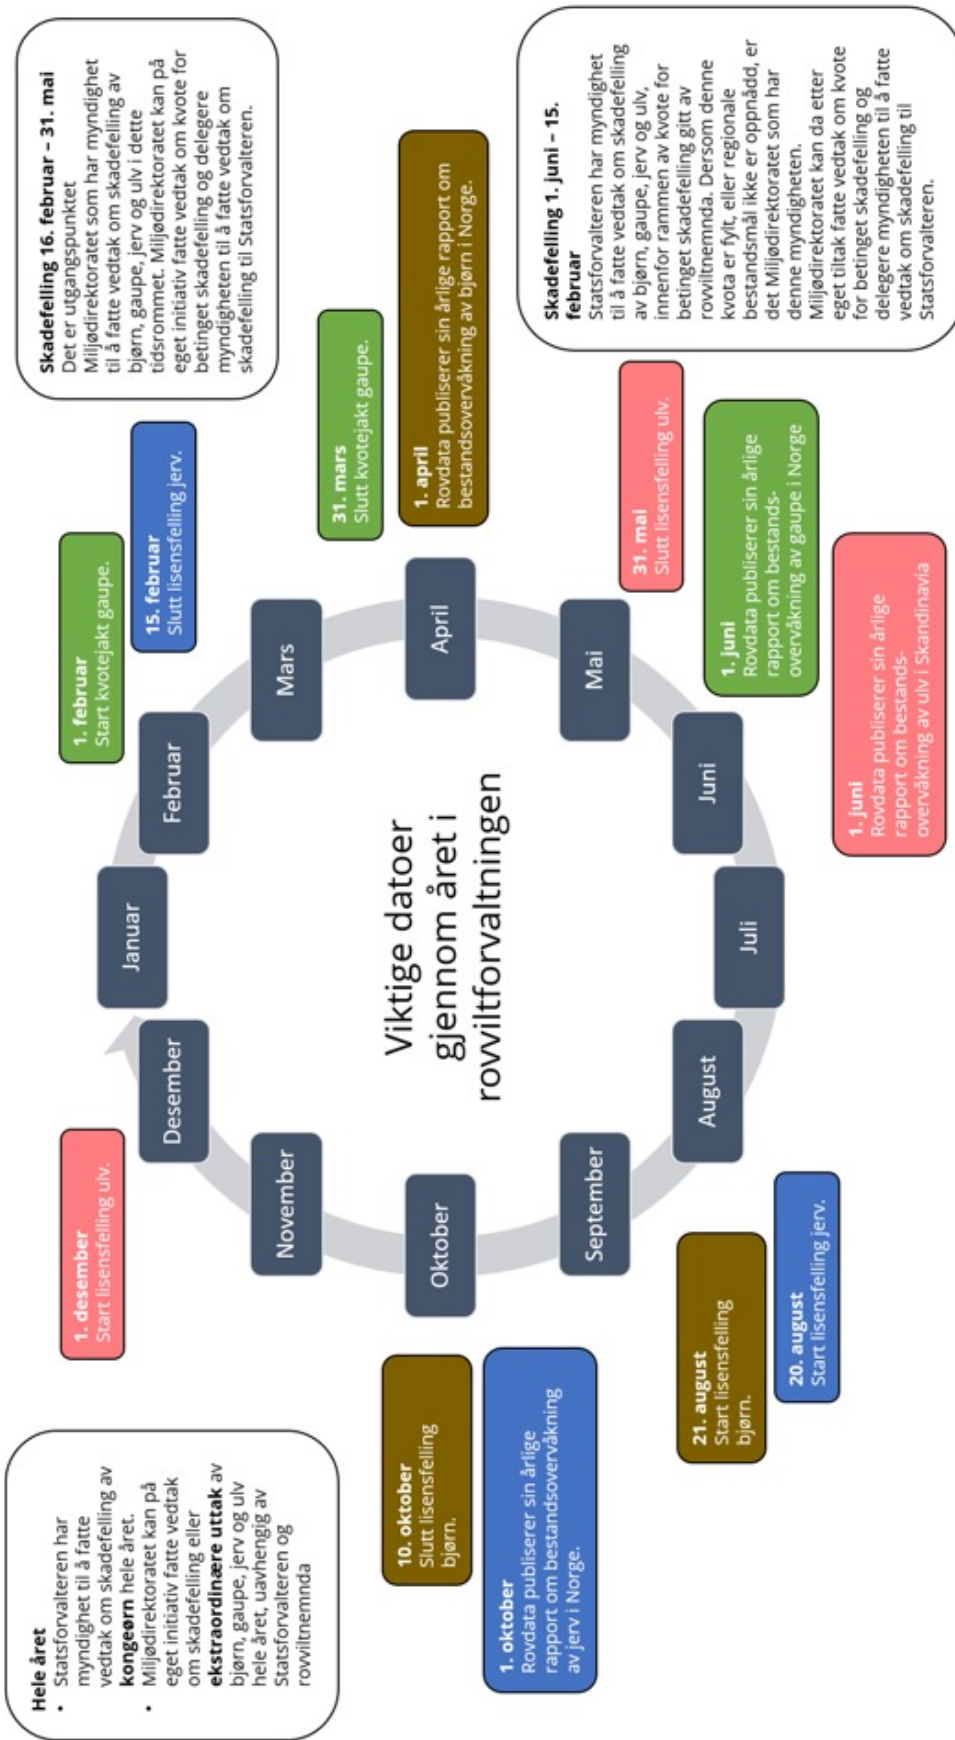 Hele året
• Statsforvalteren har
myndighet til å fatte
vedtak om skadefelling av
kongeørn hele året.
• Miljødirektoratet kan på
eget initiativ fatte vedtak
om skadefelling eller
ekstraordinære uttak av
bjørn, gaupe, jerv og ulv
hele året, uavhengig av
Statsforvalteren og
rovviltnemnda
1. desember
Start lisensfelling ulv.
1. februar
Start kvotejakt gaupe.
15. februar
Slutt lisensfelling jerv.
Skadefelling 16. februar – 31. mai
Det er utgangspunktet
Miljødirektoratet som har myndighet
til å fatte vedtak om skadefelling av
bjørn, gaupe, jerv og ulv i dette
tidsrommet. Miljødirektoratet kan på
eget initiativ fatte vedtak om kvote for
betinget skadefelling og delegere
myndigheten til å fatte vedtak om
skadefelling til Statsforvalteren.
Januar
Februar
Mars
April
Mai
Juni
Juli
August
September
Oktober
November
Desember
Viktige datoer
gjennom året i
rovviltforvaltningen
31. mars
Slutt kvotejakt gaupe.
1. april
Rovdata publiserer sin årlige rapport om
bestandsovervåkning av bjørn i Norge.
10. oktober
Slutt lisensfelling
bjørn.
1. oktober
Rovdata publiserer sin årlige
rapport om bestandsovervåkning
av jerv i Norge.
21. august
Start lisensfelling
bjørn.
20. august
Start lisensfelling jerv.
31. mai
Slutt lisensfelling ulv.
1. juni
Rovdata publiserer sin årlige
rapport om bestands-
overvåkning av gaupe i Norge
1. juni
Rovdata publiserer sin årlige
rapport om bestands-
overvåkning av ulv i Skandinavia
Skadefelling 1. juni – 15.
februar
Statsforvalteren har myndighet
til å fatte vedtak om skadefelling
av bjørn, gaupe, jerv og ulv,
innenfor rammen av kvote for
betinget skadefelling gitt av
rovviltnemnda. Dersom denne
kvota er fylt, eller regionale
bestandsmål ikke er oppnådd, er
det Miljødirektoratet som har
denne myndigheten.
Miljødirektoratet kan da etter
eget tiltak fatte vedtak om kvote
for betinget skadefelling og
delegere myndigheten til å fatte
vedtak om skadefelling til
Statsforvalteren.